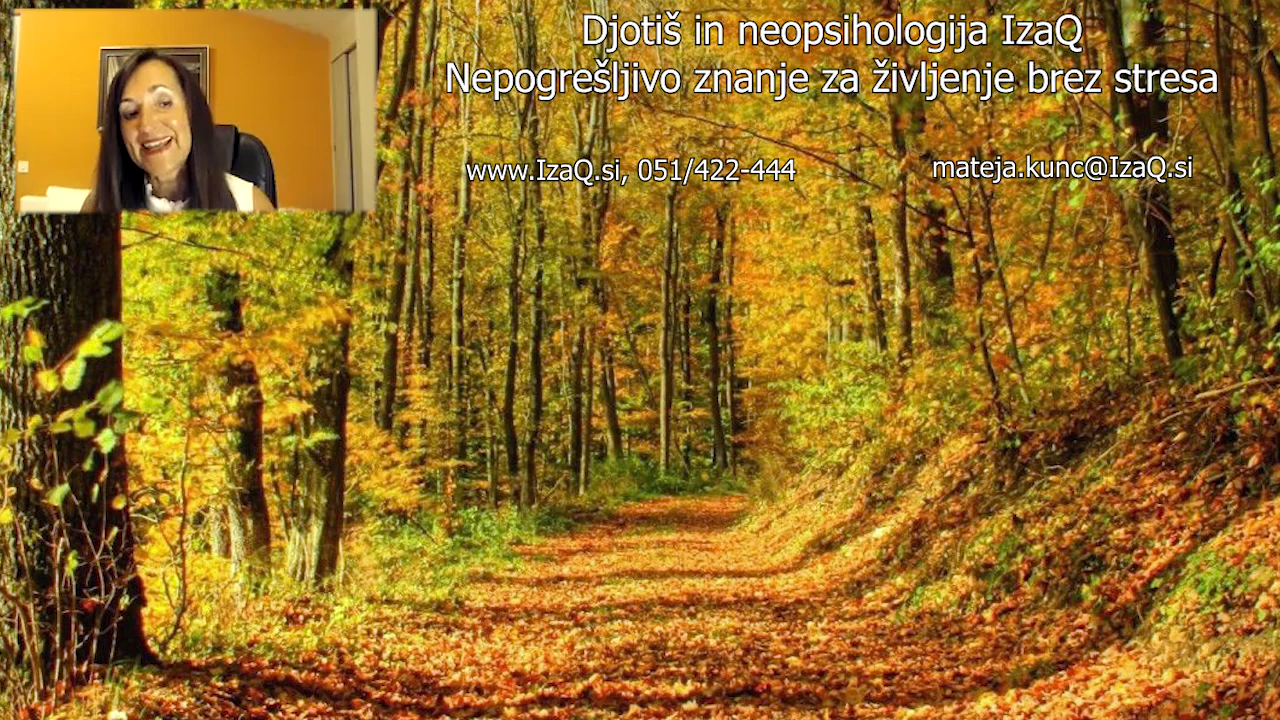 Djotiš in neopsihologija IzaQ
Nepogrešljivo znanje za življenje brez stresa
www.IzaQ.si, 051/422-444 mateja.kunc@IzaQ.si